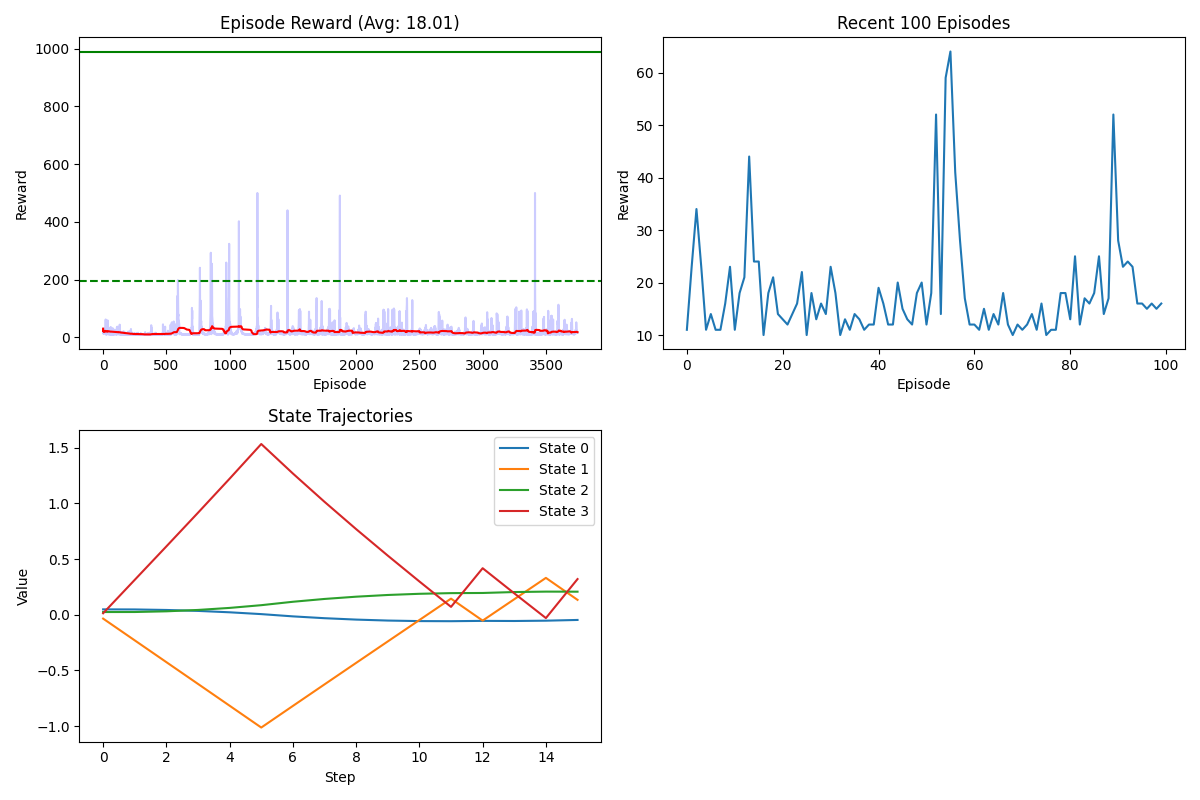 Episode Reward (Avg: 18.01)
Reward
1000
800
600
400
200
0
0 500 1000 1500 2000 2500 3000 3500
Episode
Recent 100 Episodes
Reward
60
50
40
30
20
10
0 20 40 60 80 100
Episode
State Trajectories
Value
1.5
1.0
0.5
0.0
−0.5
−1.0
State 0
State 1
State 2
State 3
0 2 4 6 8 10 12 14
Step